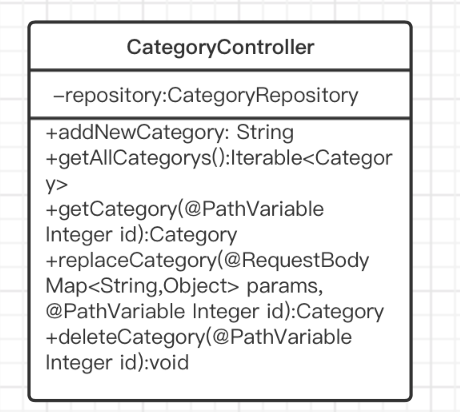 CategoryController
–repository:CategoryRepository
+addNewCategory: String
+getAllCategorys():Iterable<Categor
y>
+getCategory(@PathVariable
Integer id):Category
+replaceCategory(@RequestBody
Map<String,Object> params,
@PathVariable Integer id):Category
+deleteCategory(@PathVariable
Integer id):void